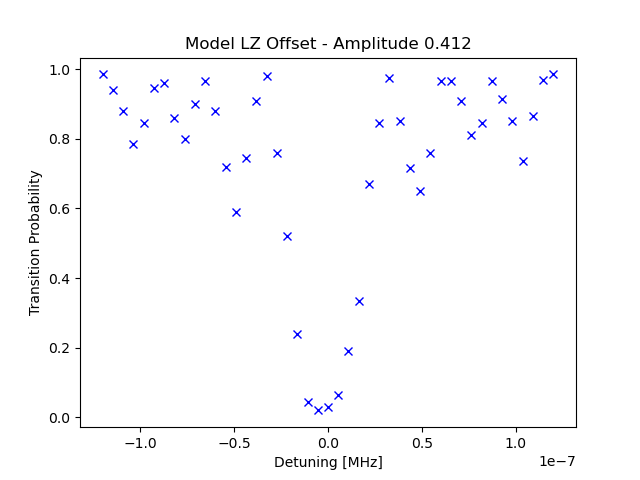 Model LZ Offset - Amplitude 0.412
1.0
0.8
0.6
0.4
0.2
0.0
Transition Probability
−1.0 −0.5 0.0 0.5 1.0
1e−7
Detuning [MHz]